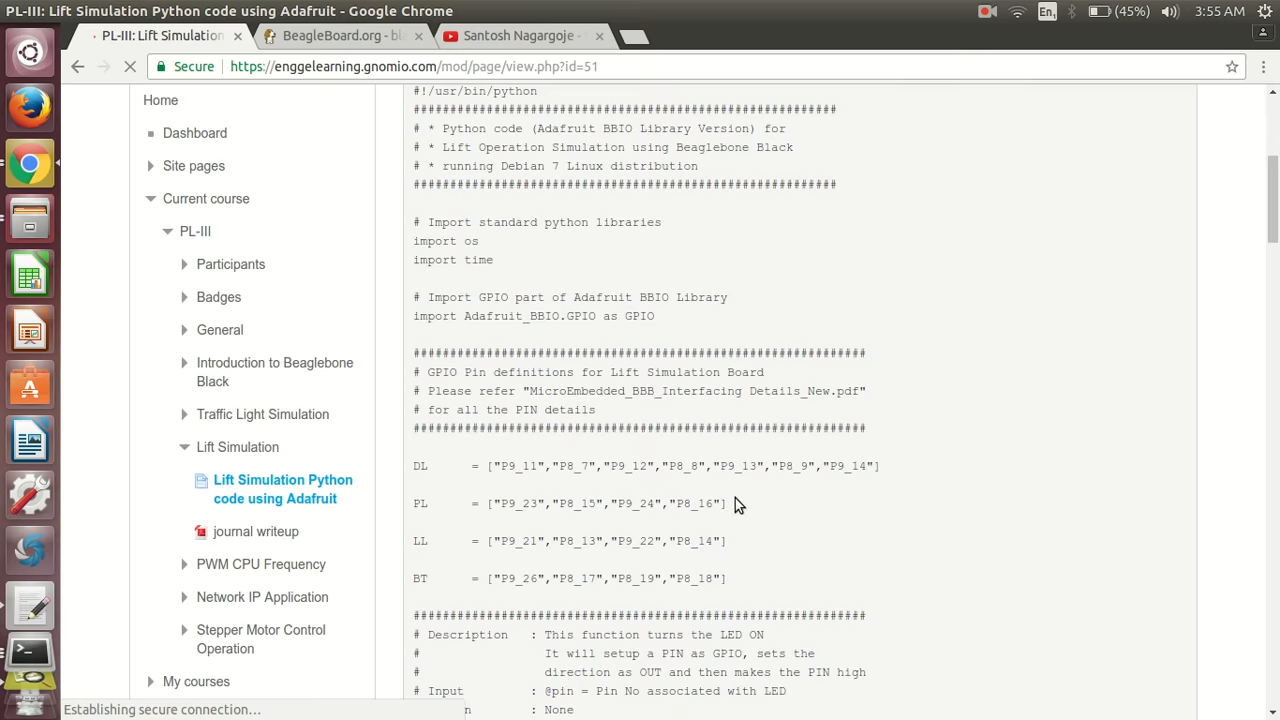 PL-III: Lift Simulation Python code using Adafruit - Google Chrome
En1
(45%)
3:55 AM
PL-III: Lift Simulation
BeagleBoard.org - bla
Santosh Nagargoje -
Secure
https://enggelearning.gnomio.com/mod/page/view.php?id=51
Home
Dashboard
Site pages
Current course
PL-III
Participants
Badges
General
Introduction to Beaglebone
Black
Traffic Light Simulation
Lift Simulation
Lift Simulation Python
code using Adafruit
journal writeup
PWM CPU Frequency
Network IP Application
Stepper Motor Control
Operation
My courses
Establishing secure connection…
#!/usr/bin/python
##########################################################
# * Python code (Adafruit BBIO Library Version) for
# * Lift Operation Simulation using Beaglebone Black
# * running Debian 7 Linux distribution
##########################################################
# Import standard python libraries
import os
import time
# Import GPIO part of Adafruit BBIO Library
import Adafruit_BBIO.GPIO as GPIO
##############################################################
# GPIO Pin definitions for Lift Simulation Board
# Please refer "MicroEmbedded_BBB_Interfacing Details_New.pdf"
# for all the PIN details
##############################################################
DL      = ["P9_11","P8_7","P9_12","P8_8","P9_13","P8_9","P9_14"]
PL      = ["P9_23","P8_15","P9_24","P8_16"]
LL      = ["P9_21","P8_13","P9_22","P8_14"]
BT      = ["P9_26","P8_17","P8_19","P8_18"]
##############################################################
# Description   : This function turns the LED ON
#                 It will setup a PIN as GPIO, sets the
#                 direction as OUT and then makes the PIN high
# Input         : @pin = Pin No associated with LED
n         : None